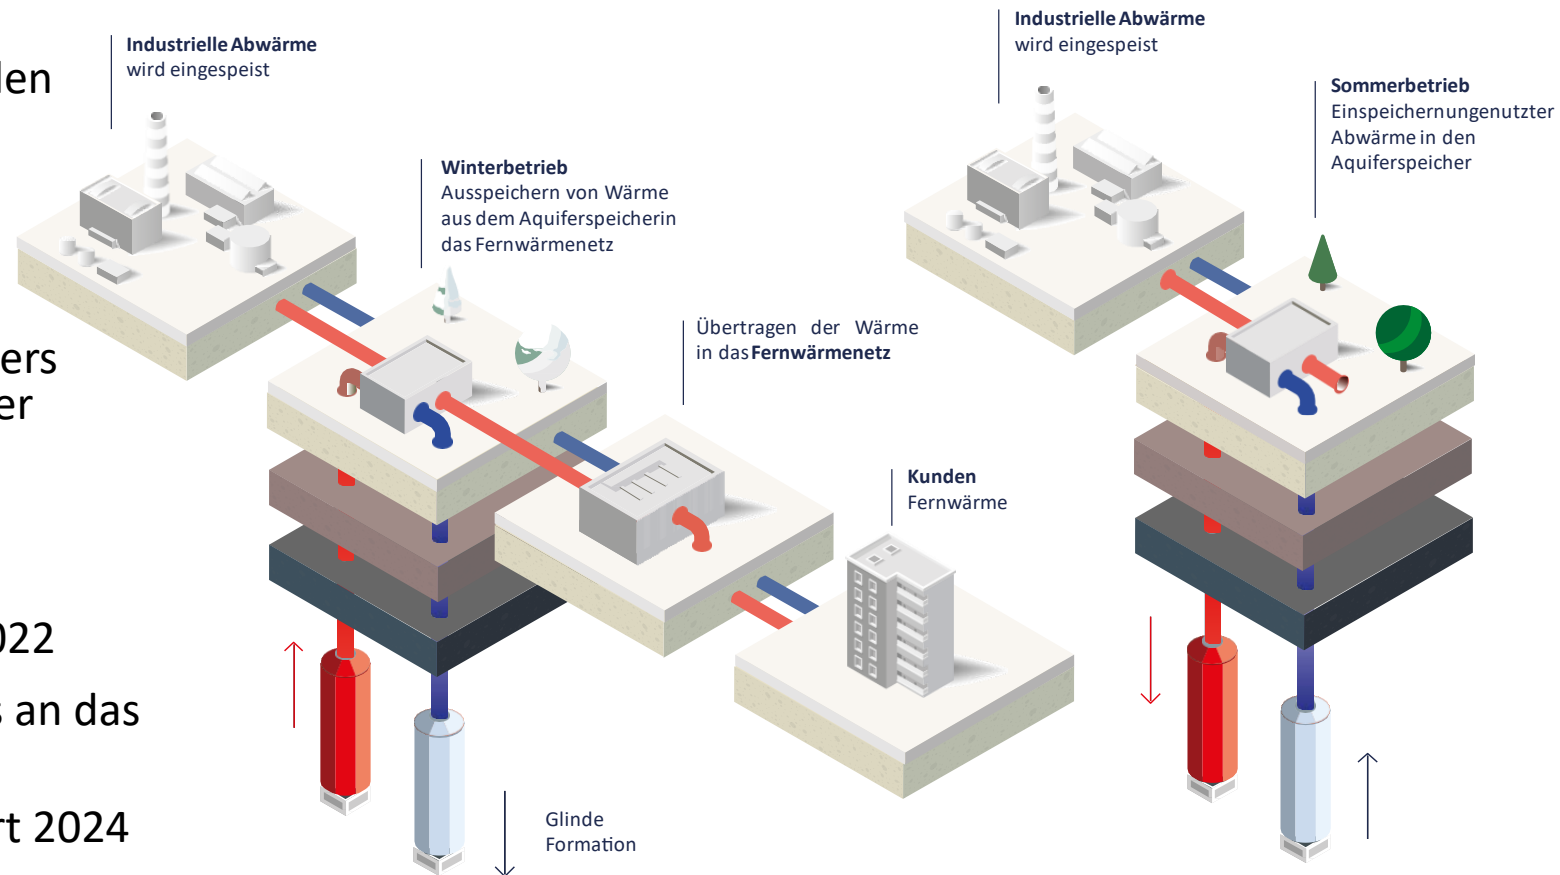 len
ers
er
022
s an das
rt 2024
Industrielle Abwärme
wird eingespeist
Winterbetrieb
Ausspeichern von Wärme
aus dem Aquiferspeicherin
das Fernwärmenetz
Übertragen der Wärme
in das Fernwärmenetz
Kunden
Fernwärme
Glinde
Formation
Industrielle Abwärme
wird eingespeist
Sommerbetrieb
Einspeichernungenutzter
Abwärme in den
Aquiferspeicher